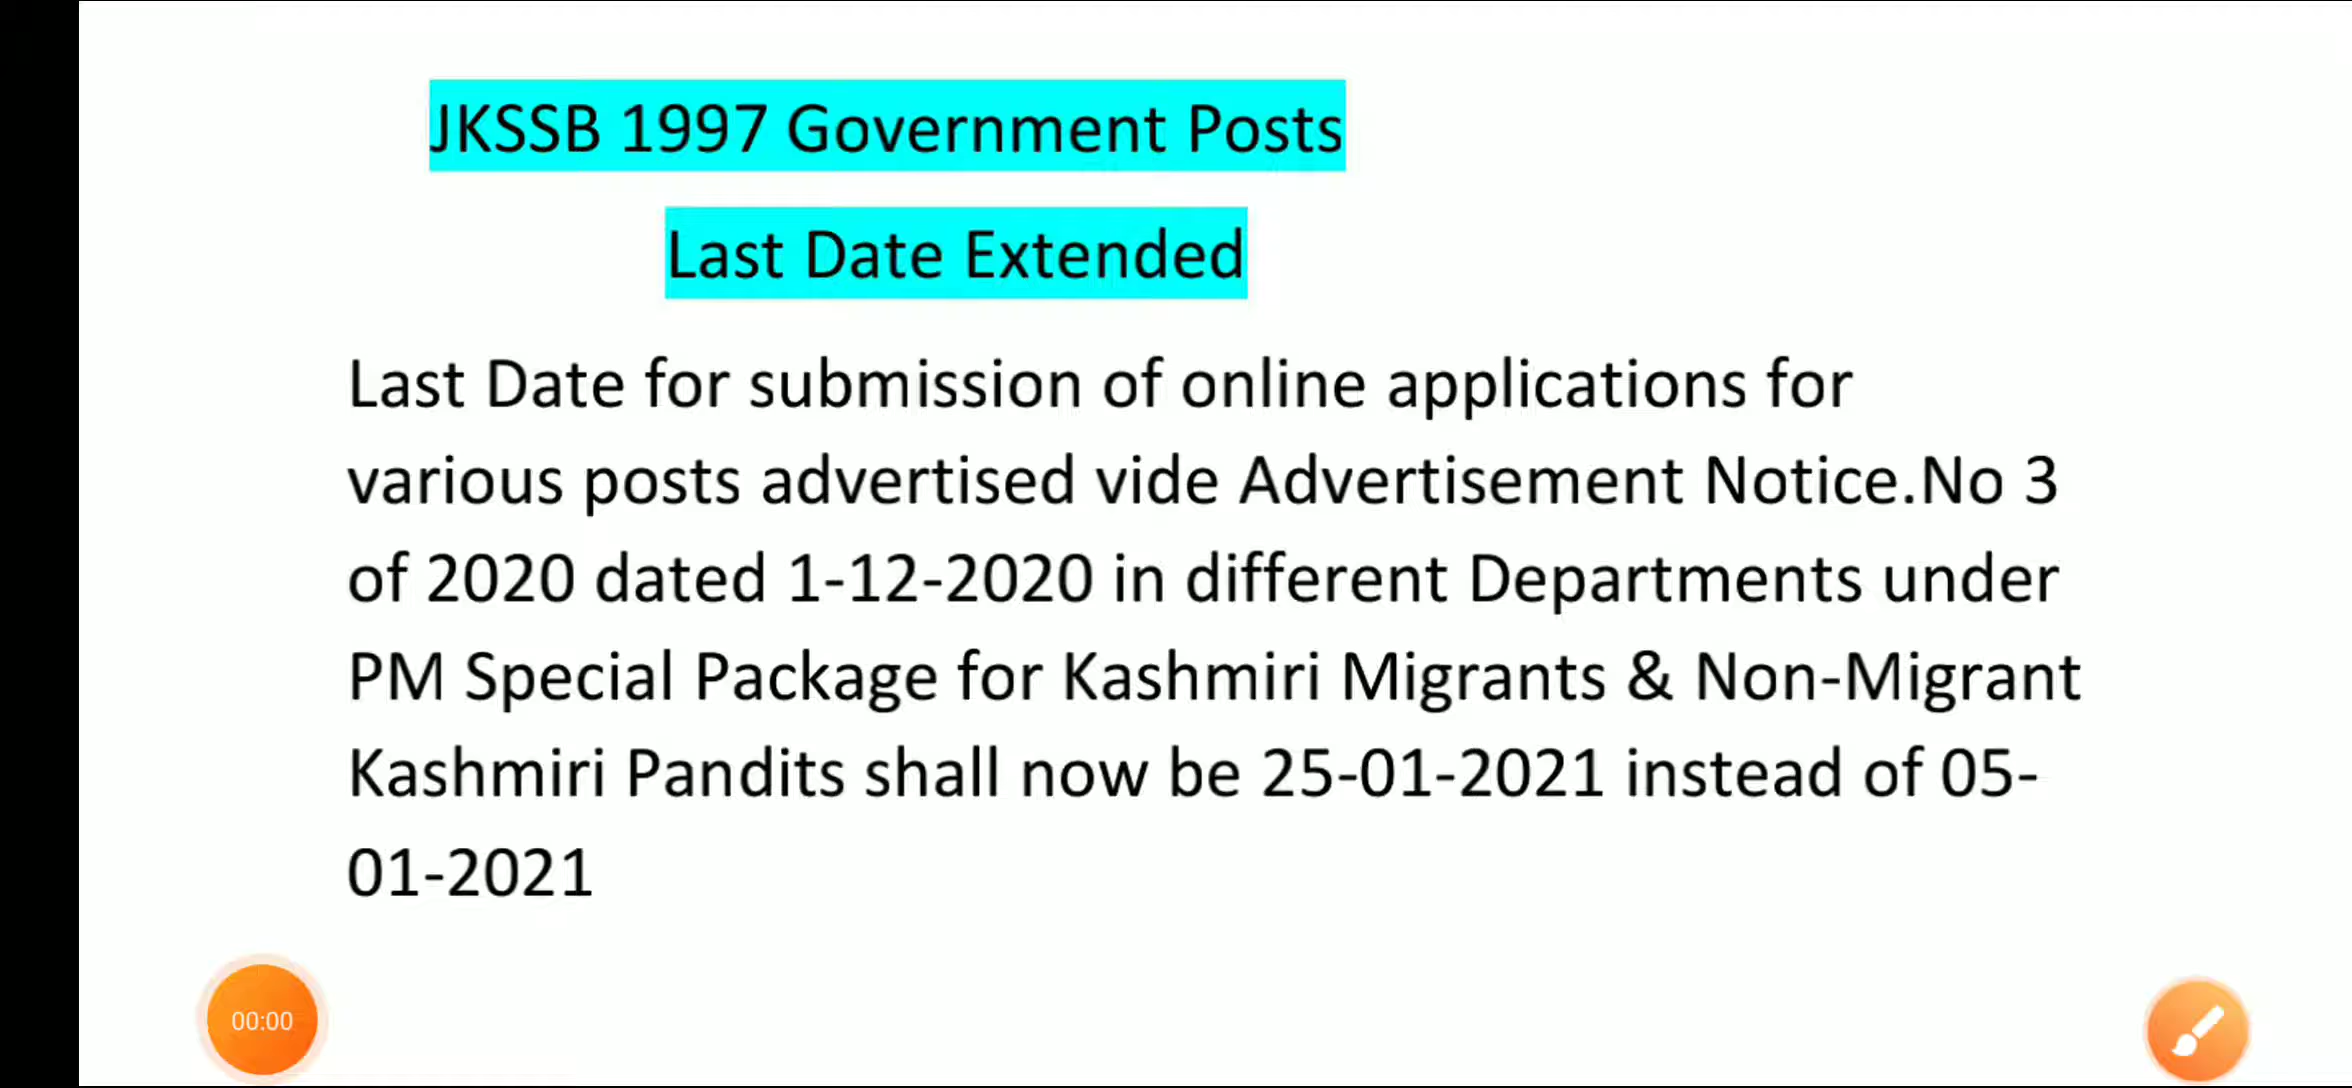 JKSSB 1997 Government Posts
Last Date Extended
Last Date for submission of online applications for
various posts advertised vide Advertisement Notice.No 3
of 2020 dated 1-12-2020 in different Departments under
PM Special Package for Kashmiri Migrants & Non-Migrant
Kashmiri Pandits shall now be 25-01-2021 instead of 05-
01-2021
00:00